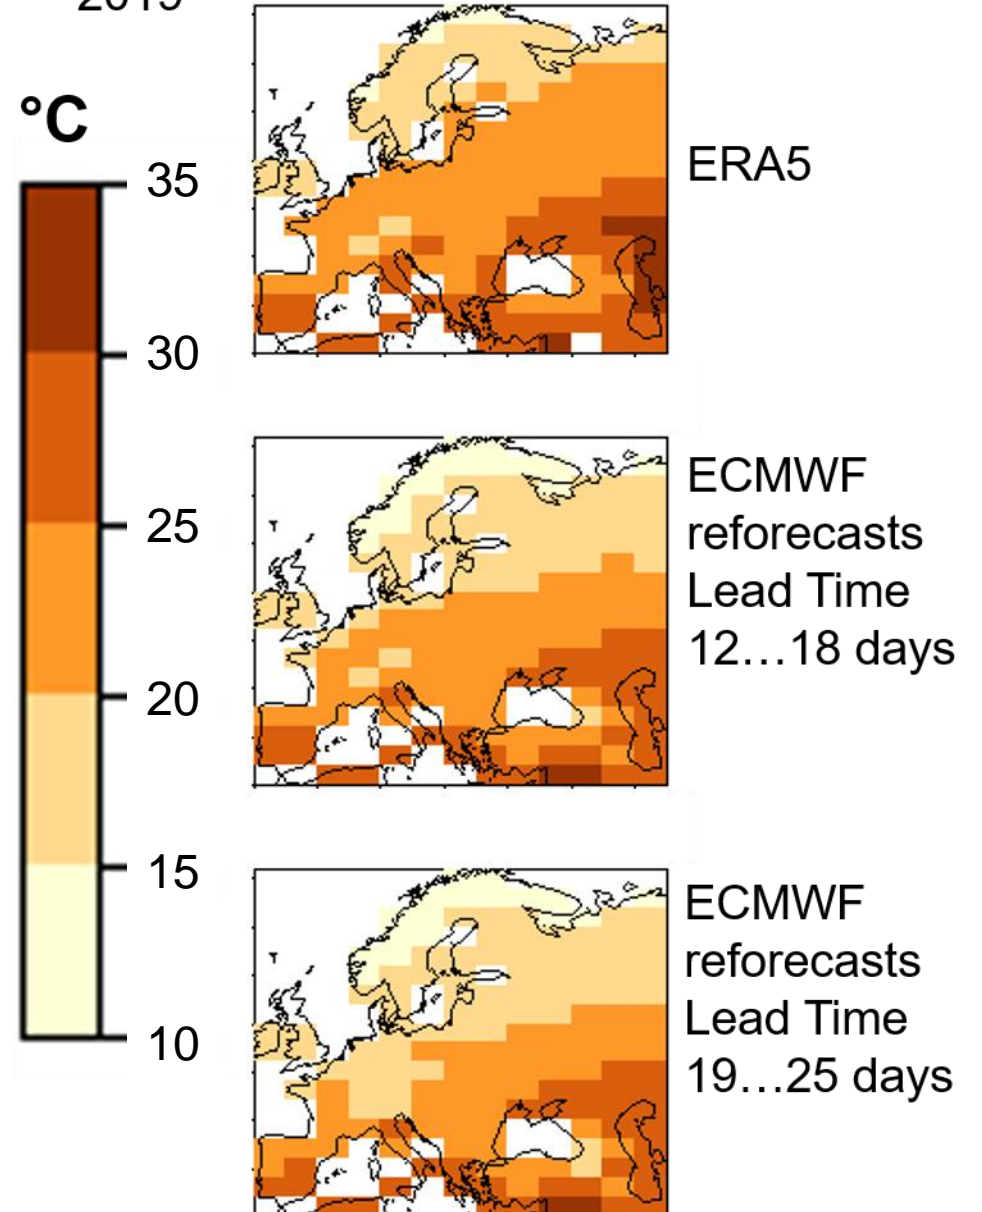 2019
°C
35
30
25
20
15
10
ERA5
ECMWF
reforecasts
Lead Time
12…18 days
ECMWF
reforecasts
Lead Time
19…25 days